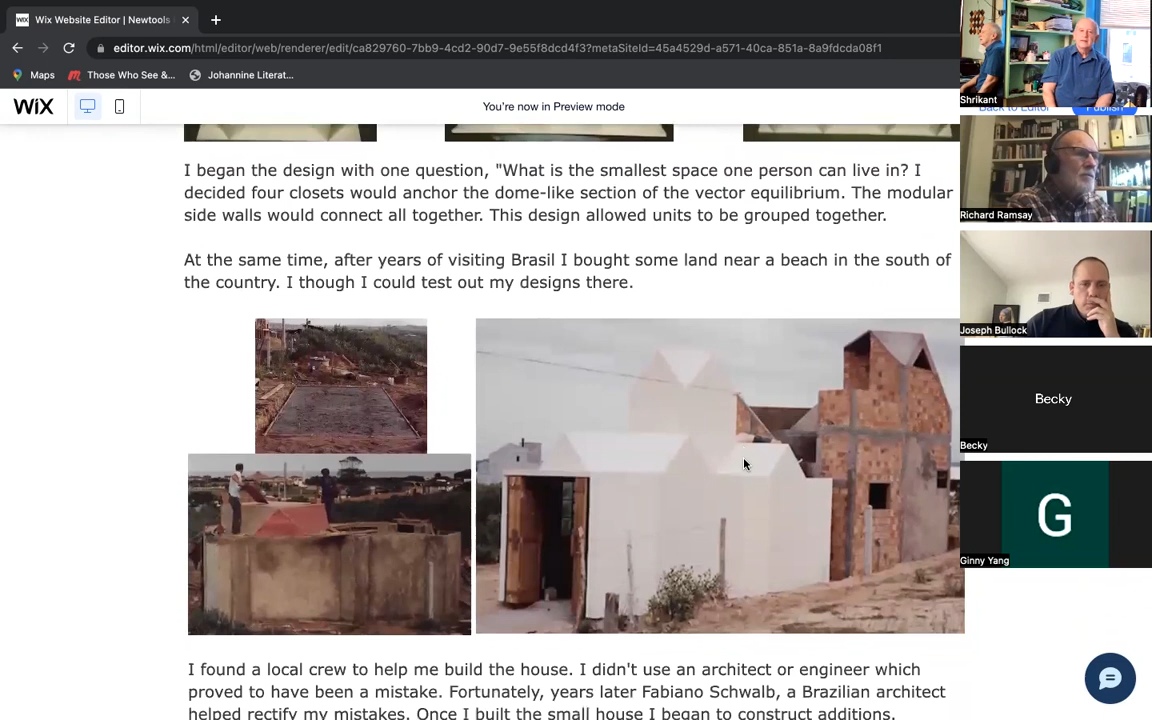 Wix Website Editor | Newtools
editor.wix.com/html/editor/web/renderer/edit/ca829760-7bb9-4cd2-90d7-9e55f8dcd4f3?metaSiteId=45a4529d-a571-40ca-851a-8a9fdcda08f1
Maps
Those Who See &...
Johannine Literat...
WiX
You're now in Preview mode
Back to Editor
Publish
I began the design with one question, "What is the smallest space one person can live in? I
decided four closets would anchor the dome-like section of the vector equilibrium. The modular
side walls would connect all together. This design allowed units to be grouped together.
At the same time, after years of visiting Brasil I bought some land near a beach in the south of
the country. I though I could test out my designs there.
I found a local crew to help me build the house. I didn't use an architect or engineer which
proved to have been a mistake. Fortunately, years later Fabiano Schwalb, a Brazilian architect
helped rectify my mistakes. Once I built the small house I began to construct additions.
Shrikant
Richard Ramsay
Joseph Bullock
Becky
Becky
G
Ginny Yang